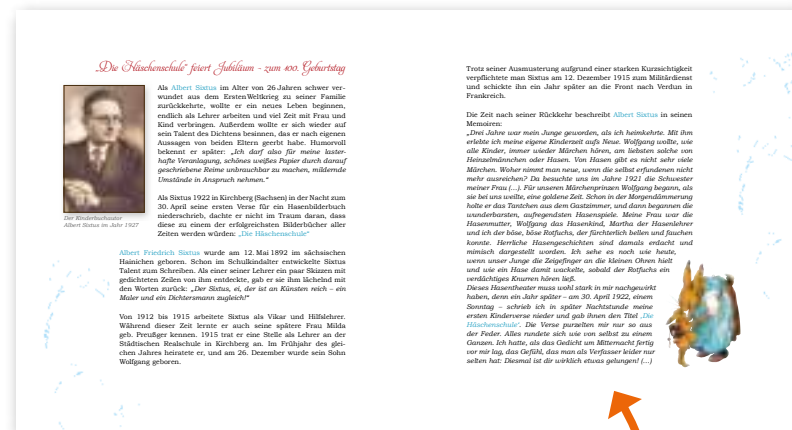 „Die Häschenschule“ feiert Jubiläum - zum 100. Geburtstag
Als Albert Sixtus im Alter von 26 Jahren schwer ver-
wundet aus dem Ersten Weltkrieg zu seiner Familie
zurückkehrte, wollte er ein neues Leben beginnen,
endlich als Lehrer arbeiten und viel Zeit mit Frau und
Kind verbringen. Außerdem wollte er sich wieder auf
sein Talent des Dichtens besinnen, das er nach eigenen
Aussagen von beiden Eltern geerbt habe. Humorvoll
bekennt er später: „Ich darf also für meine laster-
hafte Veranlagung, schönes weißes Papier durch darauf
geschriebene Reime unbrauchbar zu machen, mildernde
Umstände in Anspruch nehmen.“
Als Sixtus 1922 in Kirchberg (Sachsen) in der Nacht zum
30. April seine ersten Verse für ein Hasenbilderbuch
niederschrieb, dachte er nicht im Traum daran, dass
diese zu einem der erfolgreichsten Bilderbücher aller
Zeiten werden würden: „Die Häschenschule“
Der Kinderbuchautor
Albert Sixtus im Jahr 1927
Albert Friedrich Sixtus wurde am 12. Mai 1892 im sächsischen
Hainichen geboren. Schon im Schulkindalter entwickelte Sixtus
Talent zum Schreiben. Als einer seiner Lehrer ein paar Skizzen mit
gedichteten Zeilen von ihm entdeckte, gab er sie ihm lächelnd mit
den Worten zurück: „Der Sixtus, ei, der ist an Künsten reich – ein
Maler und ein Dichtersmann zugleich!“
Von 1912 bis 1915 arbeitete Sixtus als Vikar und Hilfslehrer.
Während dieser Zeit lernte er auch seine spätere Frau Milda
geb. Preußger kennen. 1915 trat er eine Stelle als Lehrer an der
Städtischen Realschule in Kirchberg an. Im Frühjahr des glei-
chen Jahres heiratete er, und am 26. Dezember wurde sein Sohn
Wolfgang geboren.
Trotz seiner Ausmusterung aufgrund einer starken Kurzsichtigkeit
verpflichtete man Sixtus am 12. Dezember 1915 zum Militärdienst
und schickte ihn ein Jahr später an die Front nach Verdun in
Frankreich.
Die Zeit nach seiner Rückkehr beschreibt Albert Sixtus in seinen
Memoiren:
„Drei Jahre war mein Junge geworden, als ich heimkehrte. Mit ihm
erlebte ich meine eigene Kinderzeit aufs Neue. Wolfgang wollte, wie
alle Kinder, immer wieder Märchen hören, am liebsten solche von
Heinzelmännchen oder Hasen. Von Hasen gibt es nicht sehr viele
Märchen. Woher nimmt man neue, wenn die selbst erfundenen nicht
mehr ausreichen? Da besuchte uns im Jahre 1921 die Schwester
meiner Frau (...). Für unseren Märchenprinzen Wolfgang begann, als
sie bei uns weilte, eine goldene Zeit. Schon in der Morgendämmerung
holte er das Tantchen aus dem Gastzimmer, und dann begannen die
wunderbarsten, aufregendsten Hasenspiele. Meine Frau war die
Hasenmutter, Wolfgang das Hasenkind, Martha der Hasenlehrer
und ich der böse, böse Rotfuchs, der fürchterlich bellen und fauchen
konnte. Herrliche Hasengeschichten sind damals erdacht und
mimisch dargestellt worden. Ich sehe es noch wie heute,
wenn unser Junge die Zeigefinger an die kleinen Ohren hielt
und wie ein Hase damit wackelte, sobald der Rotfuchs ein
verdächtiges Knurren hören ließ.
Dieses Hasentheater muss wohl stark in mir nachgewirkt
haben, denn ein Jahr später – am 30. April 1922, einem
Sonntag – schrieb ich in später Nachtstunde meine
ersten Kinderverse nieder und gab ihnen den Titel ‚Die
Häschenschule‘. Die Verse purzelten mir nur so aus
der Feder. Alles rundete sich wie von selbst zu einem
Ganzen. Ich hatte, als das Gedicht um Mitternacht fertig
vor mir lag, das Gefühl, das man als Verfasser leider nur
selten hat: Diesmal ist dir wirklich etwas gelungen! (...)